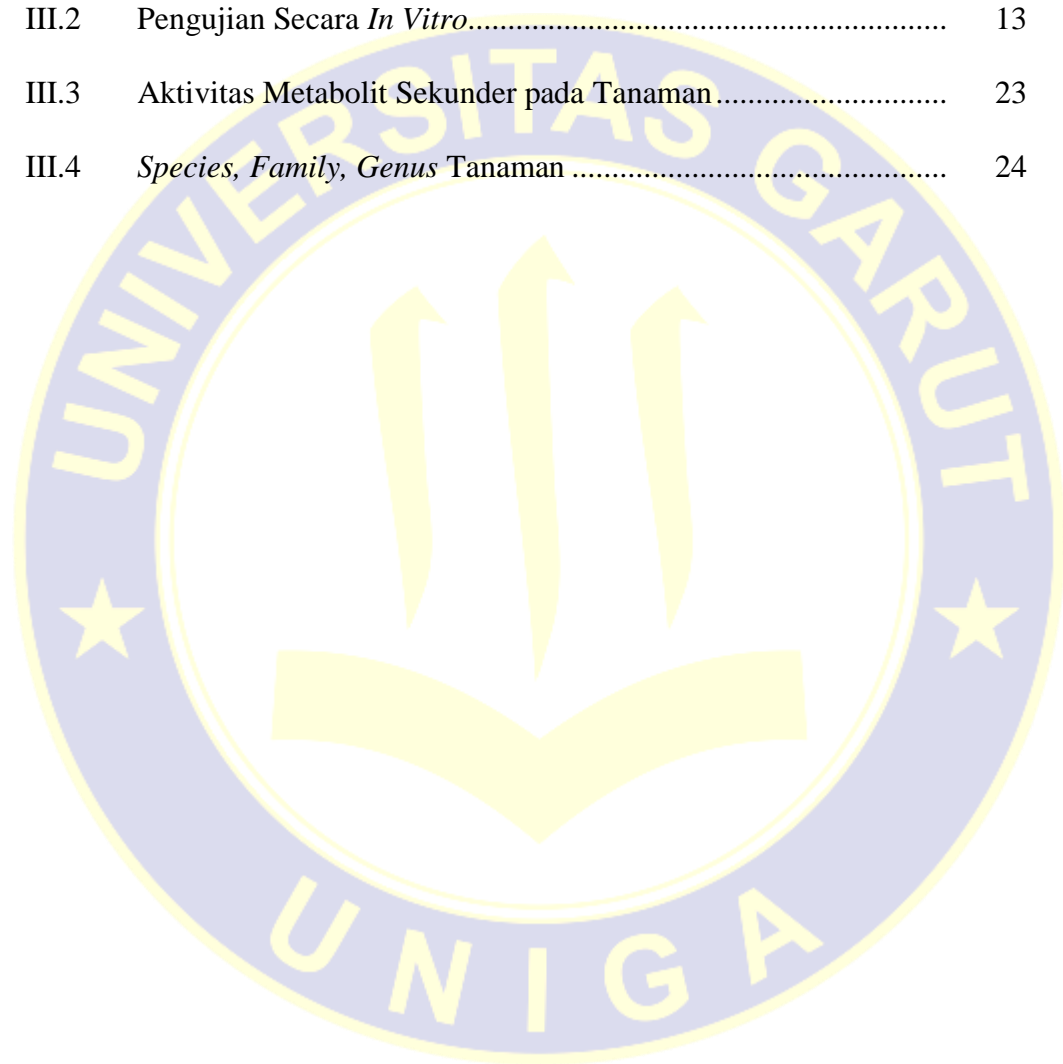 III.2 Pengujian Secara In Vitro.......................................................... 13
III.3 Aktivitas Metabolit Sekunder pada Tanaman............................ 23
III.4 Species, Family, Genus Tanaman ............................................. 24
UNIVERSITAS GARUT
UNIGA